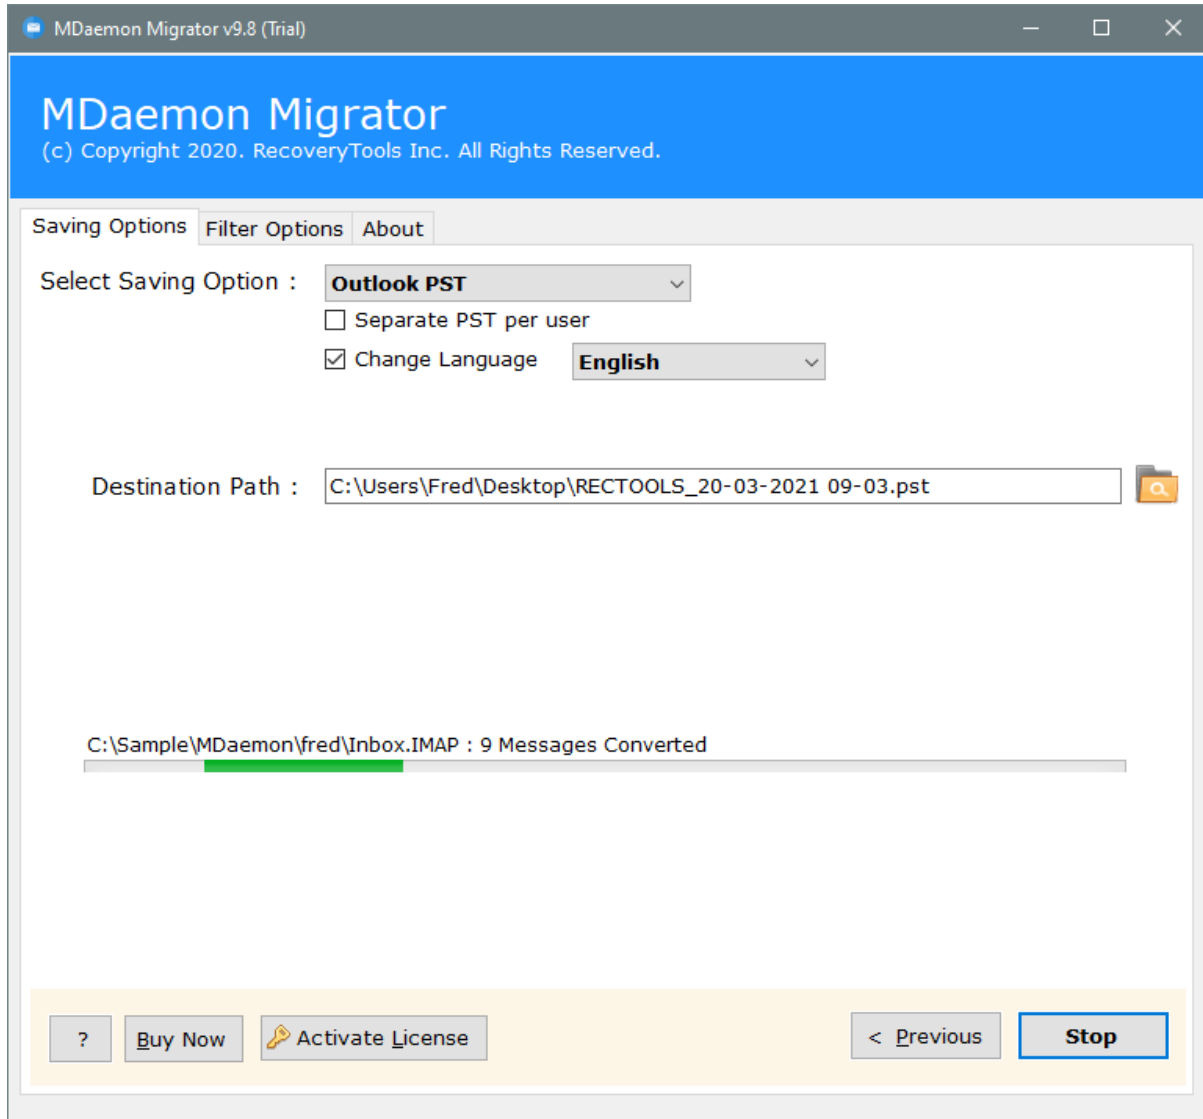 MDaemon Migrator v9.8 (Trial)
MDaemon Migrator
(c) Copyright 2020. RecoveryTools Inc. All Rights Reserved.
Saving Options Filter Options About
Select Saving Option : Outlook PST
Separate PST per user
Change Language English
Destination Path : C:\Users\Fred\Desktop\RECTOOLS_20-03-2021 09-03.pst
C:\Sample\MDaemon\fred\Inbox.IMAP : 9 Messages Converted
? Buy Now Activate License < Previous Stop